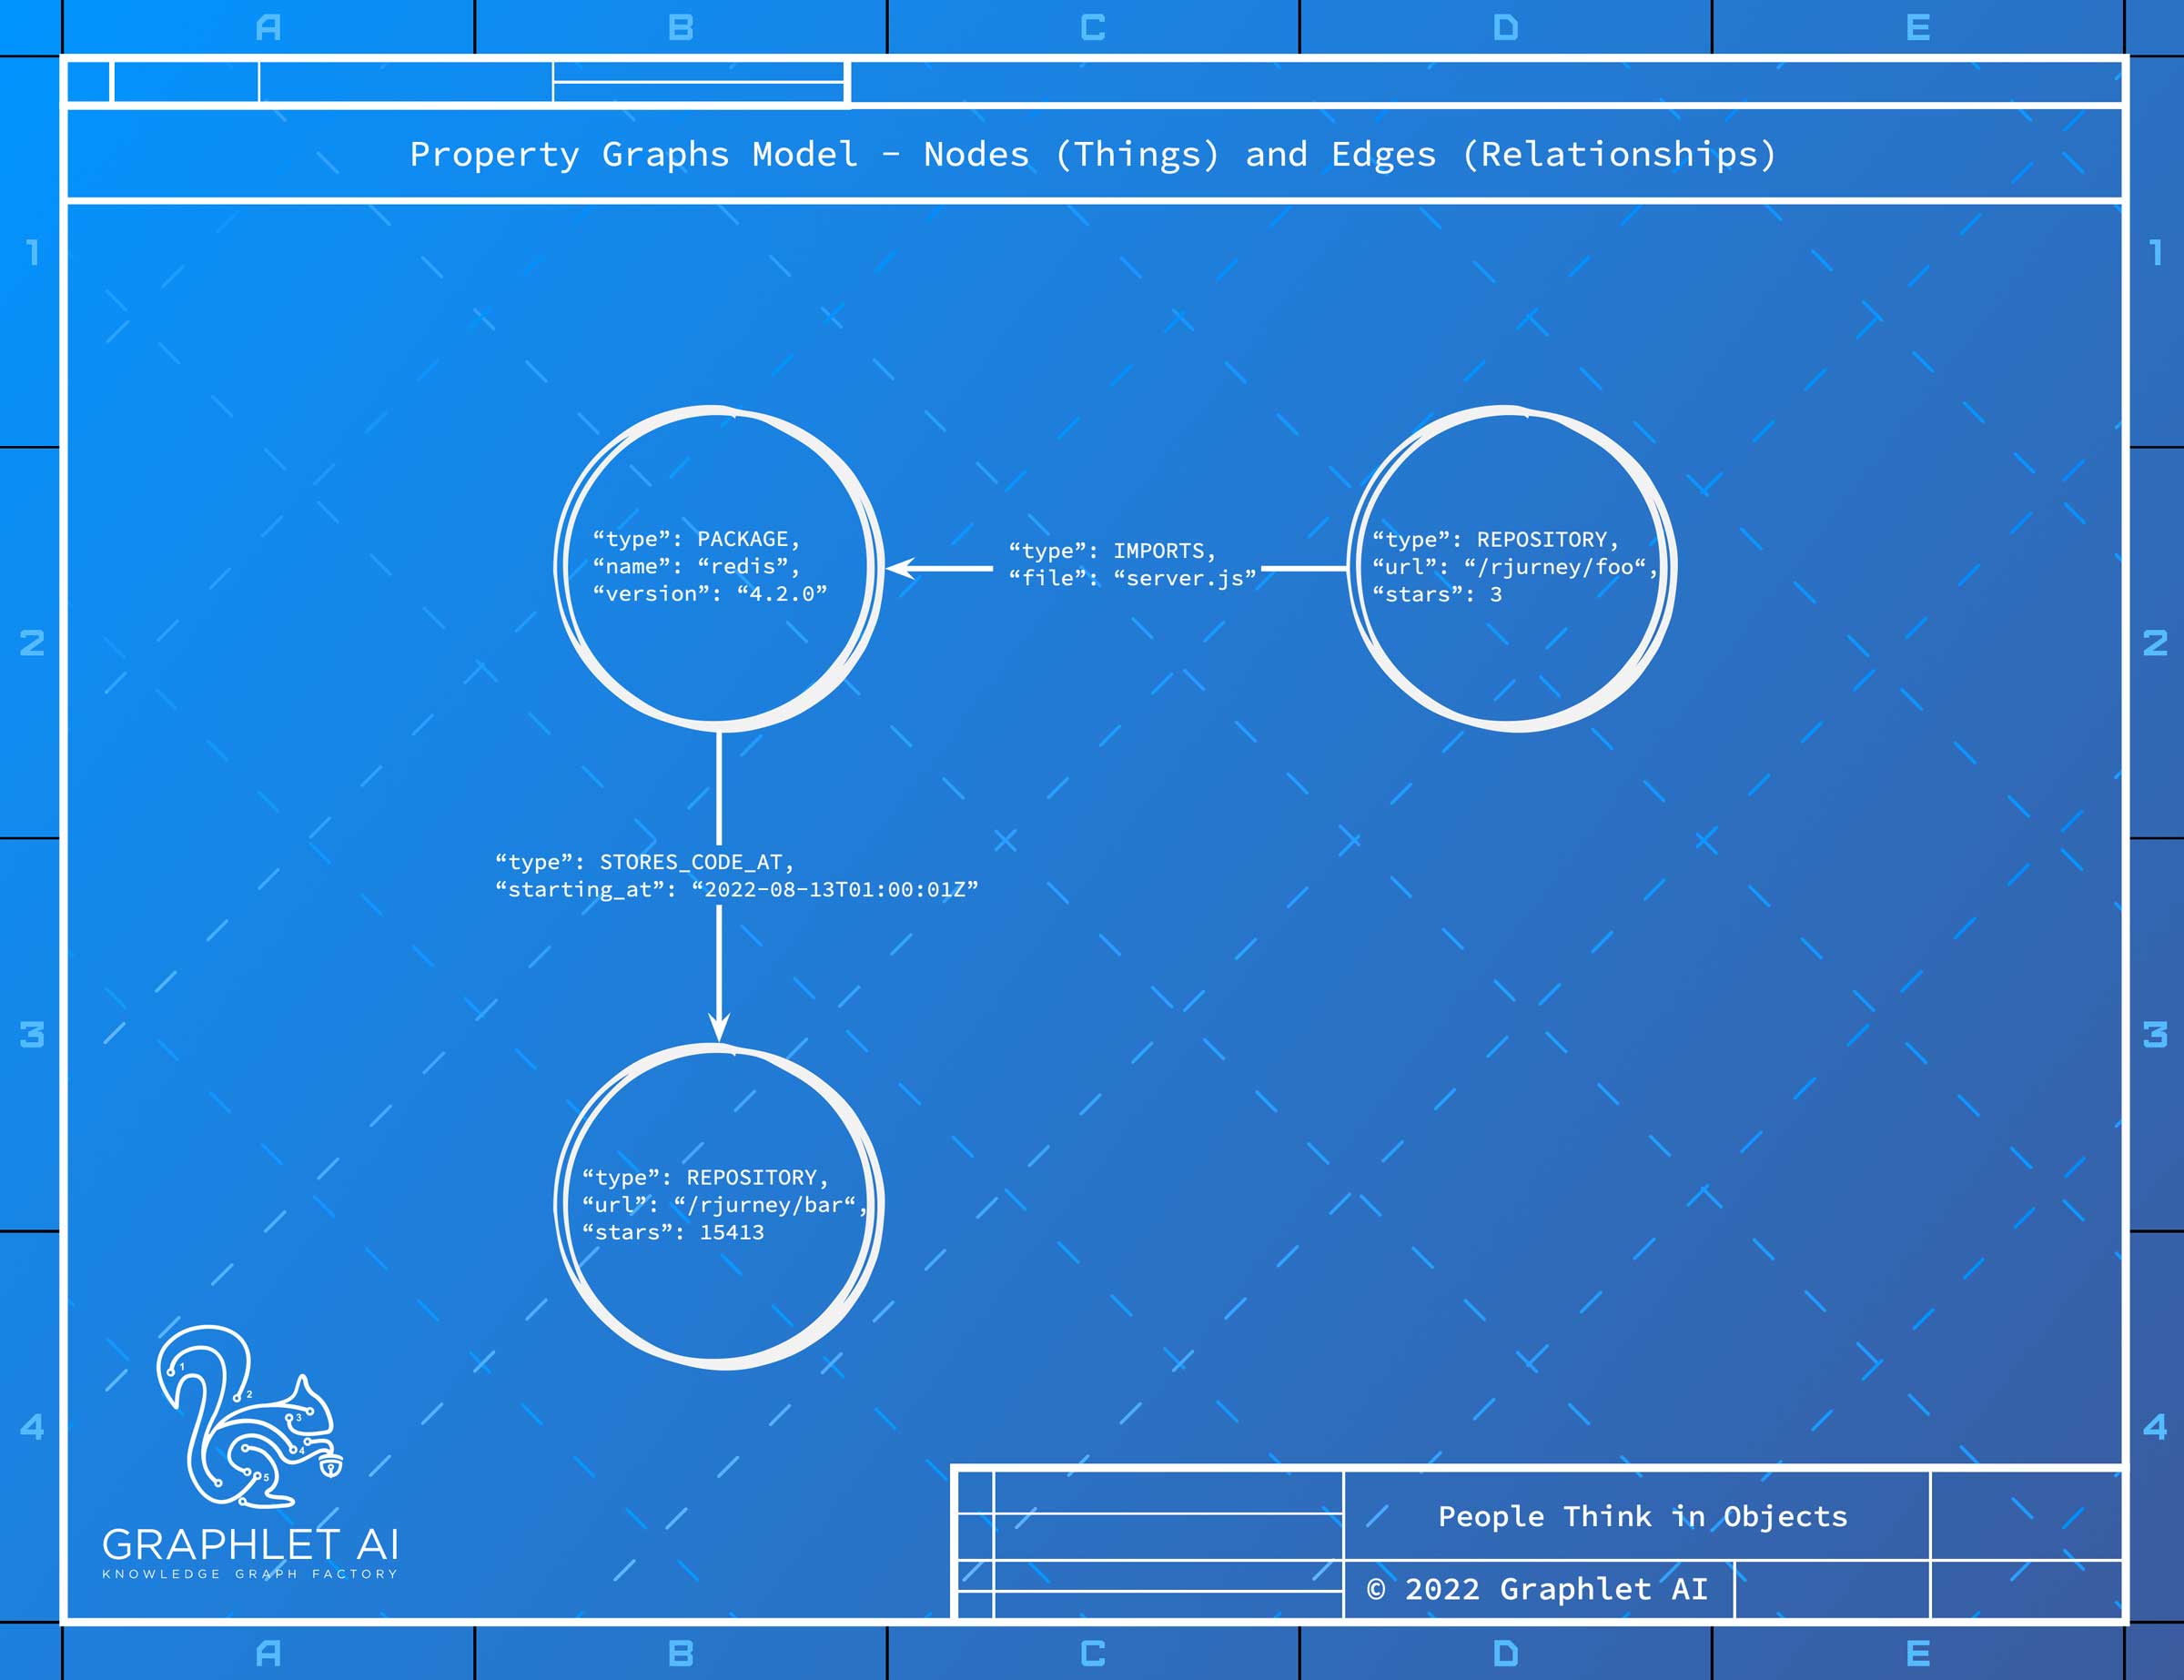 A B C D E
Property Graphs Model - Nodes (Things) and Edges (Relationships)
1 1
“type”: PACKAGE,
“name”: “redis”,
“version”: “4.2.0”
“type”: IMPORTS,
“file”: “server.js”
“type”: REPOSITORY,
“url”: “/rjurney/foo“,
“stars”: 3
2 2
“type”: STORES_CODE_AT,
“starting_at”: “2022-08-13T01:00:01Z”
3 3
“type”: REPOSITORY,
“url”: “/rjurney/bar“,
“stars”: 15413
4 4
1
2
3
4
5
GRAPHLET AI
KNOWLEDGE GRAPH FACTORY
People Think in Objects
© 2022 Graphlet AI
A B C D E